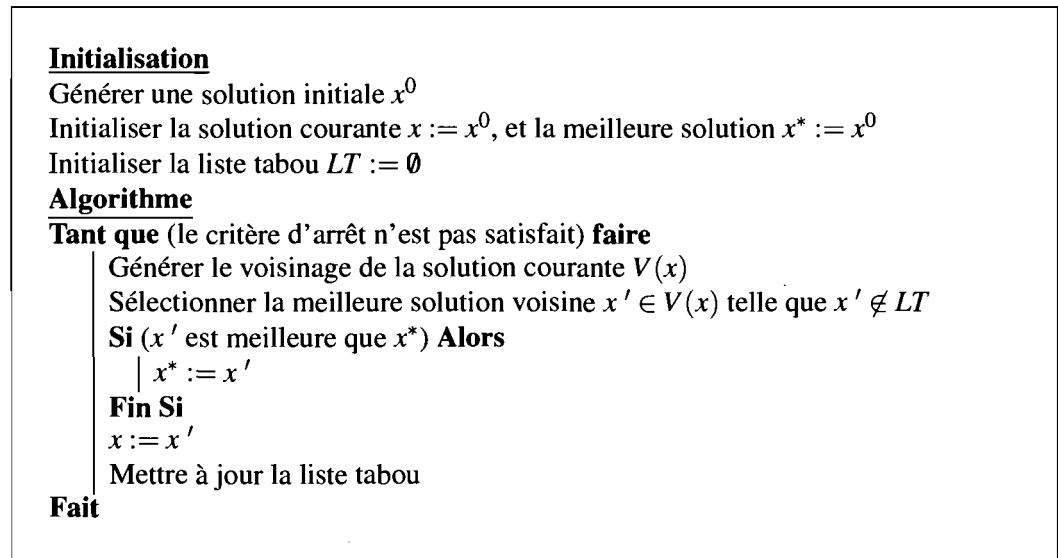 Initialisation
Générer une solution initiale x⁰
Initialiser la solution courante x := x⁰, et la meilleure solution x* := x⁰
Initialiser la liste tabou LT := ∅
Algorithme
Tant que (le critère d'arrêt n'est pas satisfait) faire
Générer le voisinage de la solution courante V(x)
Sélectionner la meilleure solution voisine x′ ∈ V(x) telle que x′ ∉ LT
Si (x′ est meilleure que x*) Alors
x* := x′
Fin Si
x := x′
Mettre à jour la liste tabou
Fait